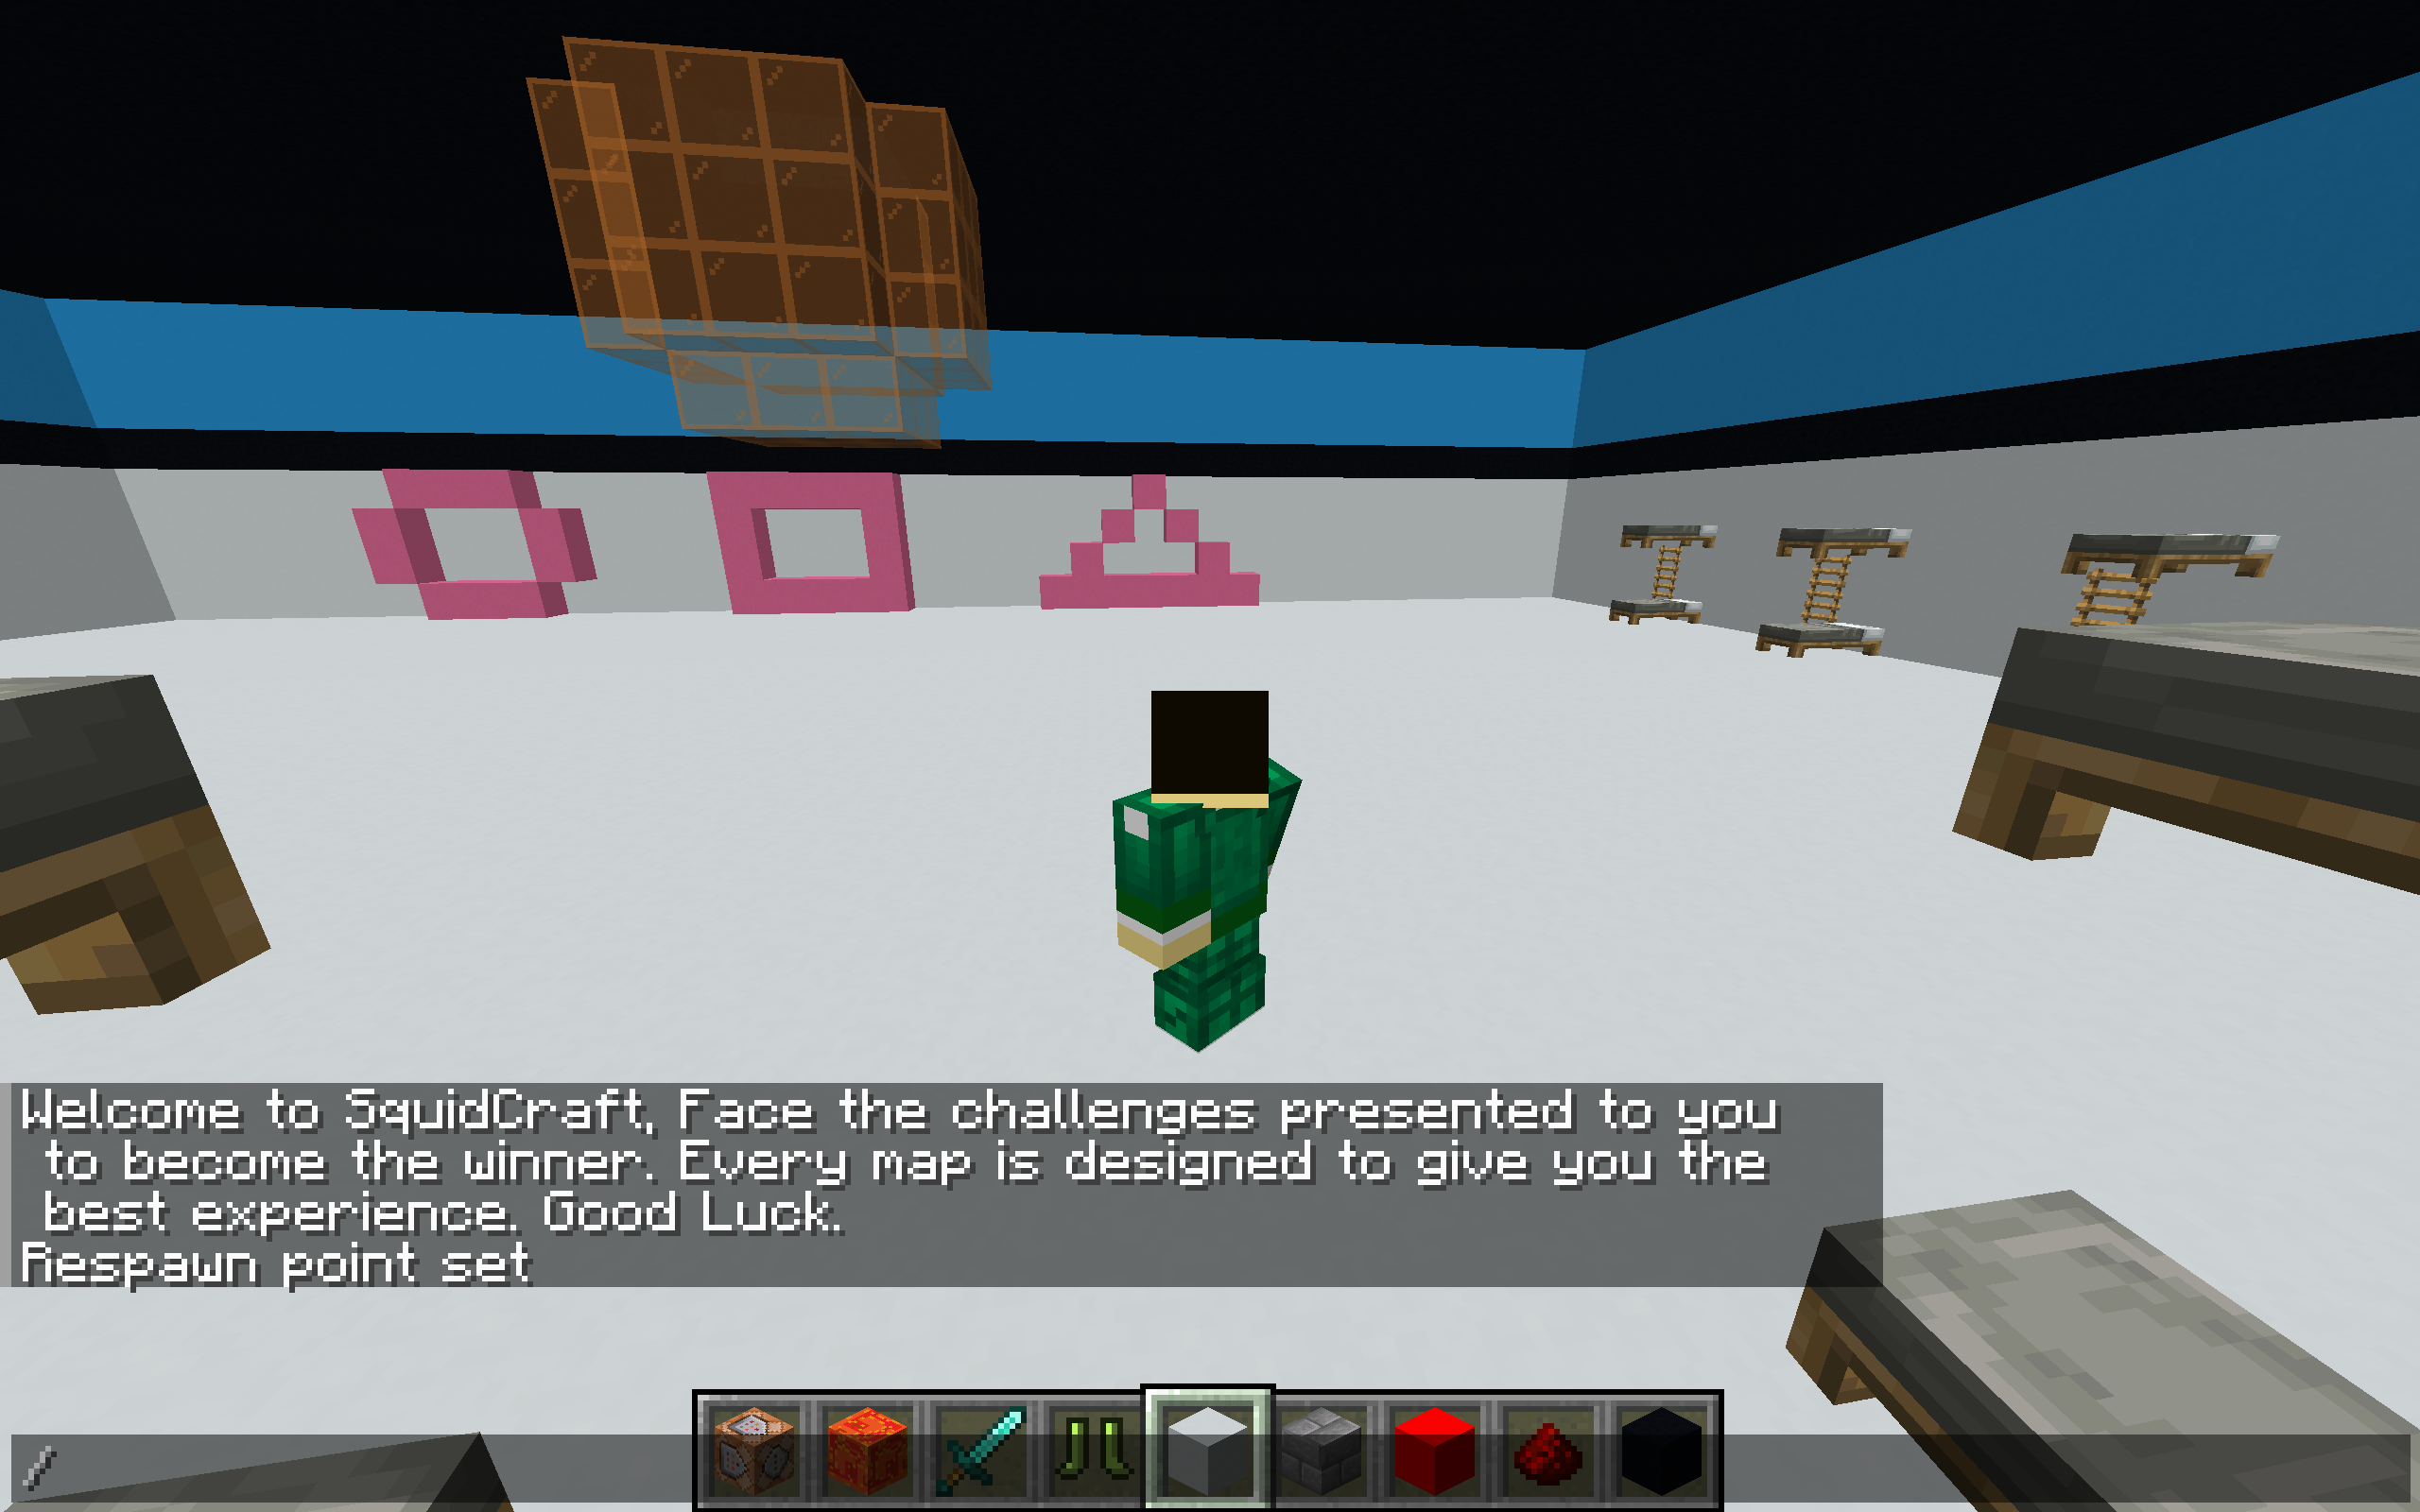 Welcome to SquidCraft, Face the challenges presented to you
to become the winner. Every map is designed to give you the
best experience. Good Luck.
Respawn point set
/